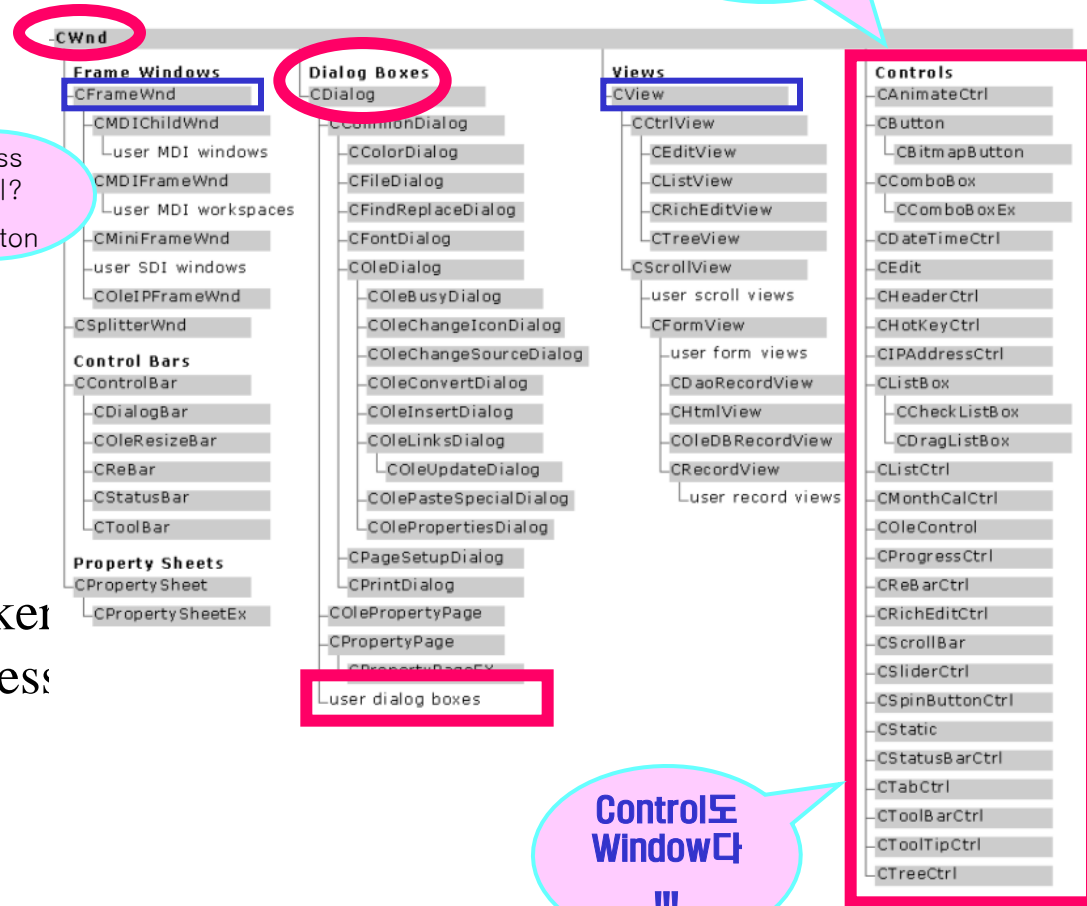 CWnd
Frame Windows
CFrameWnd
CMDIChildWnd
user MDI windows
CMDIFrameWnd
user MDI workspaces
CMiniFrameWnd
user SDI windows
COleIPFrameWnd
CSplitterWnd
Control Bars
CControlBar
CDialogBar
COleResizeBar
CReBar
CStatusBar
CToolBar
Property Sheets
CPropertySheet
CPropertySheetEx
Dialog Boxes
CDialog
CCommonDialog
CColorDialog
CFileDialog
CFindReplaceDialog
CFontDialog
COleDialog
COleBusyDialog
COleChangeIconDialog
COleChangeSourceDialog
COleConvertDialog
COleInsertDialog
COleLinksDialog
COleUpdateDialog
COlePasteSpecialDialog
COlePropertiesDialog
CPageSetupDialog
CPrintDialog
COlePropertyPage
CPropertyPage
CPropertyPageEX
user dialog boxes
Views
CView
CCtrlView
CEditView
CListView
CRichEditView
CTreeView
CScrollView
user scroll views
CFormView
user form views
CDaoRecordView
CHtmlView
COleDBRecordView
CRecordView
user record views
Controls
CAnimateCtrl
CButton
CBitmapButton
CComboBox
CComboBoxEx
CDateTimeCtrl
CEdit
CHeaderCtrl
CHotKeyCtrl
CIPAddressCtrl
CListBox
CCheckListBox
CDragListBox
CListCtrl
CMonthCalCtrl
COleControl
CProgressCtrl
CReBarCtrl
CRichEditCtrl
CScrollBar
CSliderCtrl
CSpinButtonCtrl
CStatic
CStatusBarCtrl
CTabCtrl
CToolBarCtrl
CToolTipCtrl
CTreeCtrl
Control도
Window다
!!!